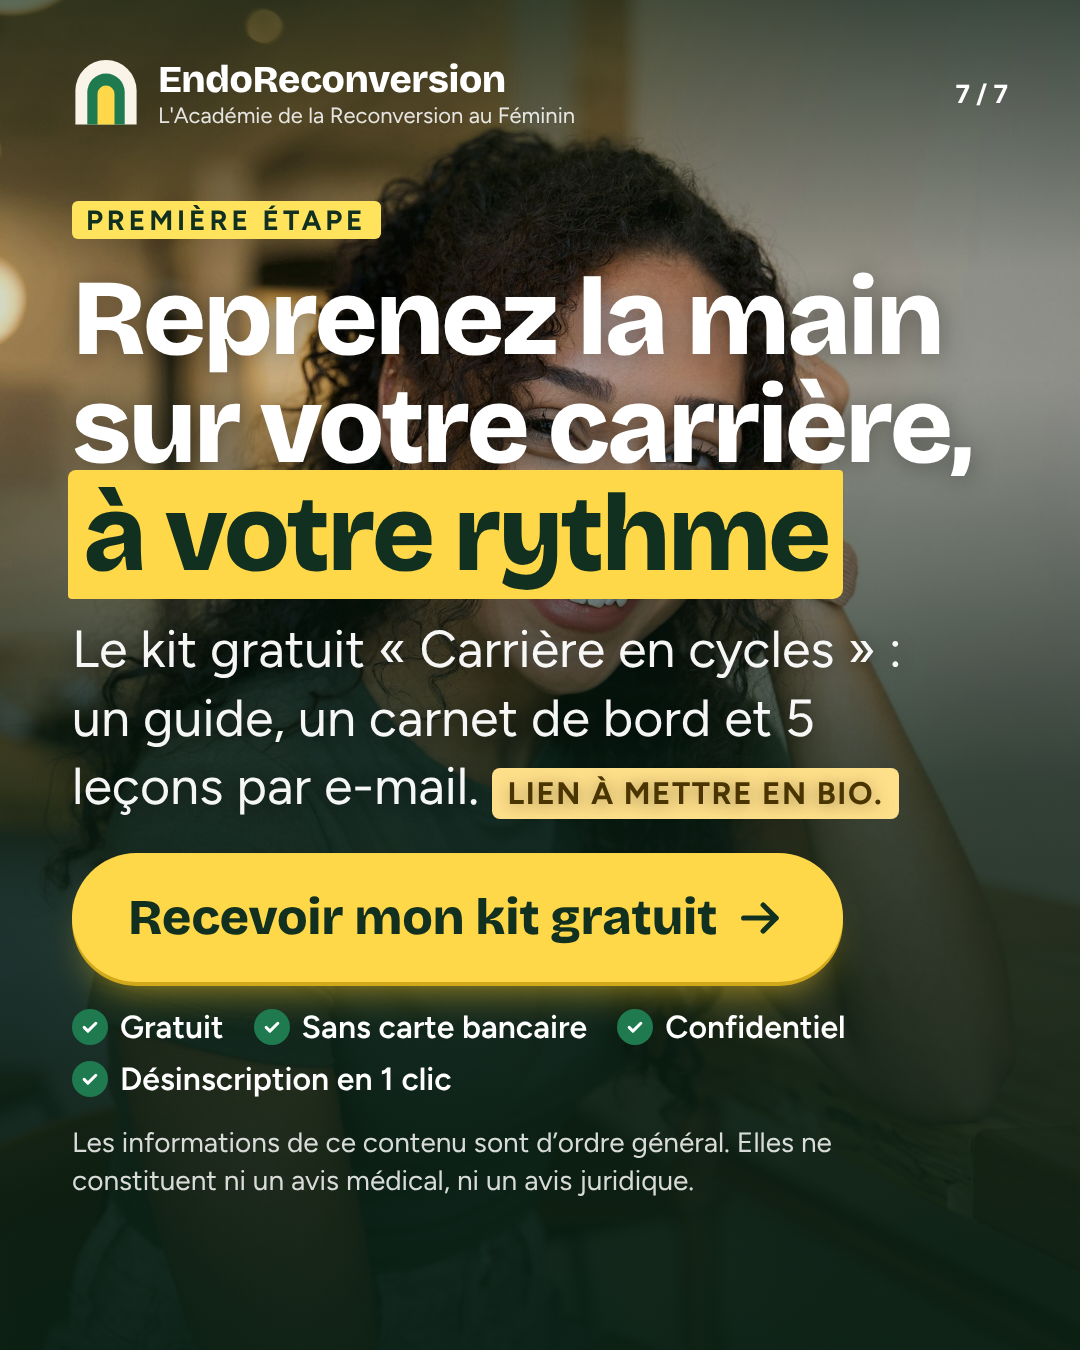 EndoReconversion
L'Académie de la Reconversion au Féminin
7 / 7
PREMIÈRE ÉTAPE
Reprenez la main
sur votre carrière,
à votre rythme
Le kit gratuit « Carrière en cycles » :
un guide, un carnet de bord et 5
leçons par e-mail. LIEN À METTRE EN BIO.
Recevoir mon kit gratuit →
Gratuit Sans carte bancaire Confidentiel
Désinscription en 1 clic
Les informations de ce contenu sont d’ordre général. Elles ne
constituent ni un avis médical, ni un avis juridique.